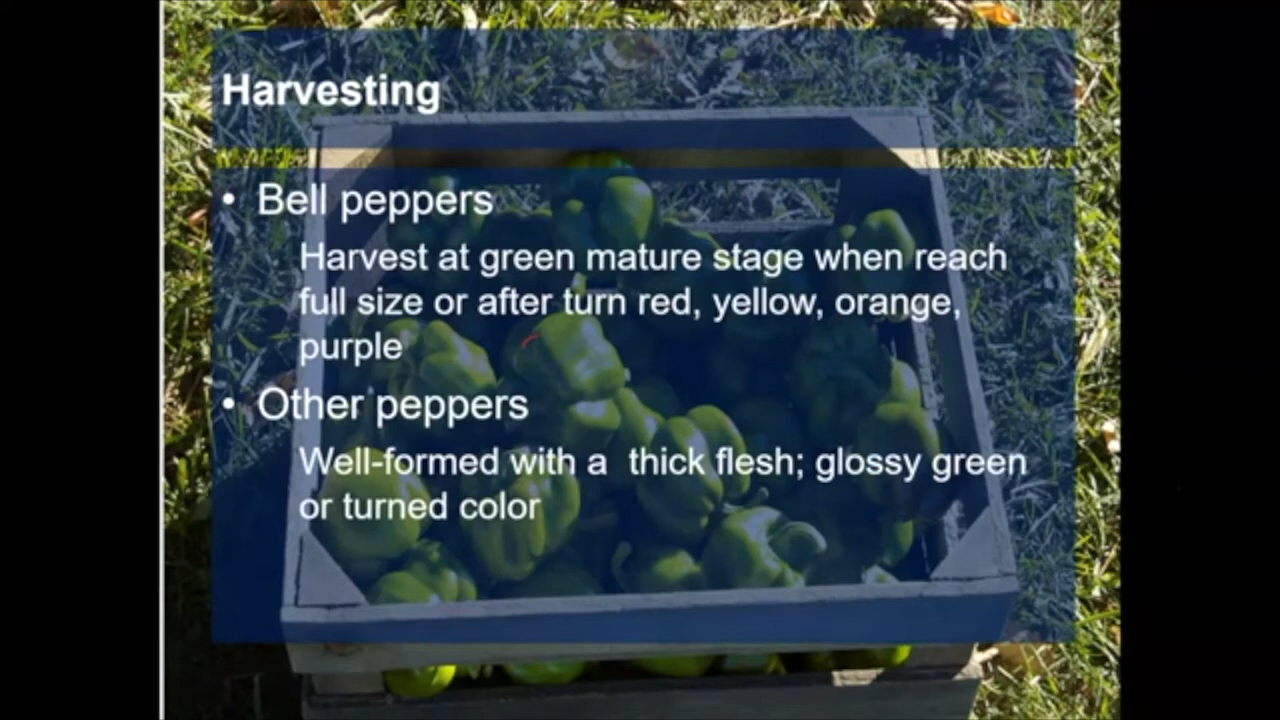 Harvesting
• Bell peppers
Harvest at green mature stage when reach
full size or after turn red, yellow, orange,
purple
• Other peppers
Well-formed with a  thick flesh; glossy green
or turned color